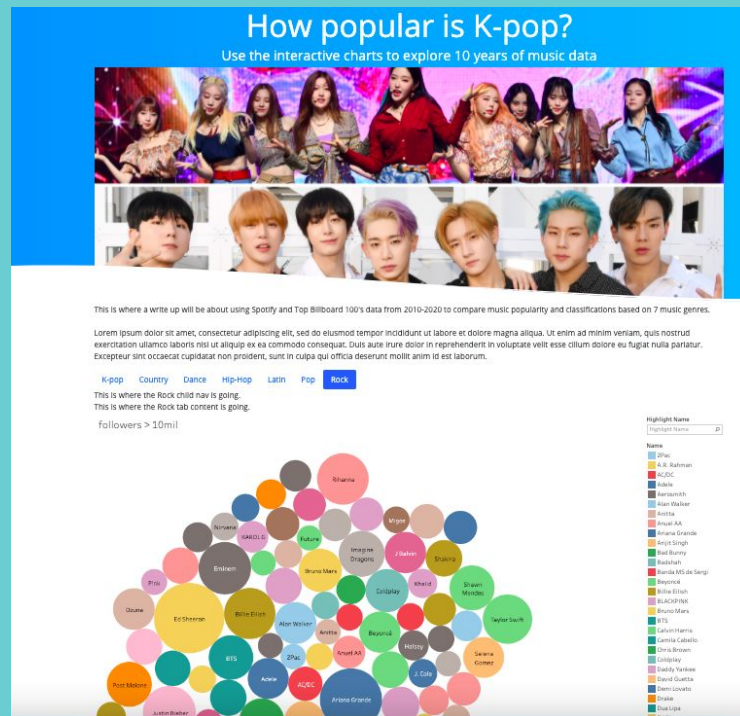 How popular is K-pop?
Use the interactive charts to explore 10 years of music data
This is where a write up will be about using Spotify and Top Billboard 100's data from 2010-2020 to compare music popularity and classifications based on 7 music genres.
Lorem ipsum dolor sit amet, consectetur adipiscing elit, sed do eiusmod tempor incididunt ut labore et dolore magna aliqua. Ut enim ad minim veniam, quis nostrud
exercitation ullamco laboris nisi ut aliquip ex ea commodo consequat. Duis aute irure dolor in reprehenderit in voluptate velit esse cillum dolore eu fugiat nulla pariatur.
Excepteur sint occaecat cupidatat non proident, sunt in culpa qui officia deserunt mollit anim id est laborum.
K-pop Country Dance Hip-Hop Latin Pop Rock
This is where the Rock child nav is going.
This is where the Rock tab content is going.
followers > 10mil
Rihanna
Nirvana
Migos
KAROL G
Future
Imagine
Dragons
J Balvin
Shakira
Eminem
Bruno Mars
P!nk
Coldplay
Khalid
Shawn
Mendes
Ozuna
Ed Sheeran
Billie Eilish
Alan Walker
Anitta
Beyoncé
Taylor Swift
BTS
2Pac
Anuel AA
Halsey
Selena
Gomez
Post Malone
Adele
AC/DC
J. Cole
Ariana Grande
Justin Bieber
Highlight Name
Highlight Name
Name
2Pac
A.R. Rahman
AC/DC
Adele
Aerosmith
Alan Walker
Anitta
Anuel AA
Ariana Grande
Arijit Singh
Bad Bunny
Badshah
Banda MS de Sergi
Beyoncé
Billie Eilish
BLACKPINK
Bruno Mars
BTS
Calvin Harris
Camila Cabello
Chris Brown
Coldplay
Daddy Yankee
David Guetta
Demi Lovato
Drake
Dua Lipa